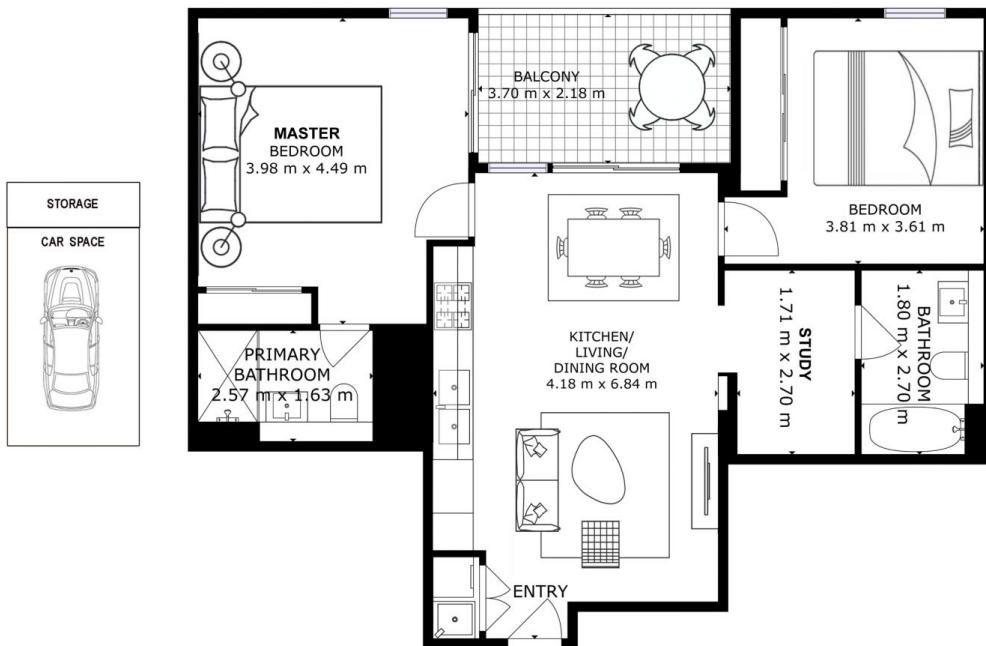 BALCONY
3.70 m x 2.18 m
MASTER
BEDROOM
3.98 m x 4.49 m
STORAGE
CAR SPACE
BEDROOM
3.81 m x 3.61 m
PRIMARY
BATHROOM
2.57 m x 1.63 m
KITCHEN/
LIVING/
DINING ROOM
4.18 m x 6.84 m
STUDY
1.71 m x 2.70 m
BATHROOM
1.80 m x 2.70 m
ENTRY